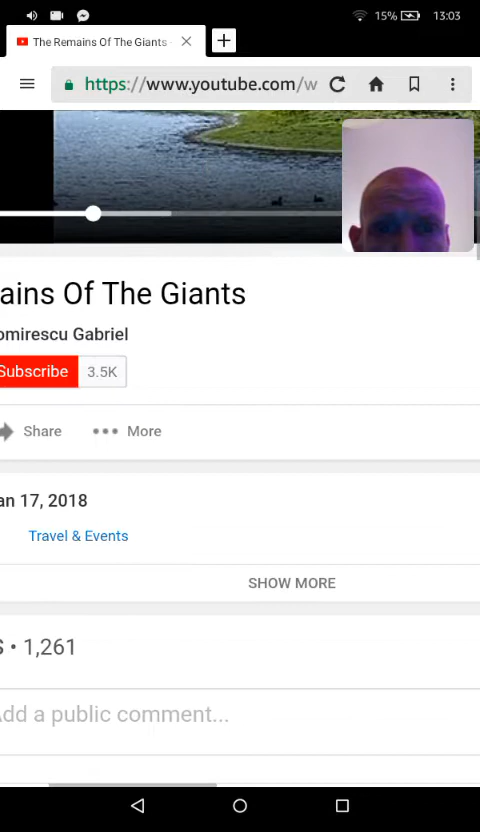 15% 13:03
The Remains Of The Giants -
https://www.youtube.com/w
ains Of The Giants
omirescu Gabriel
Subscribe 3.5K
Share More
an 17, 2018
Travel & Events
SHOW MORE
S • 1,261
Add a public comment...